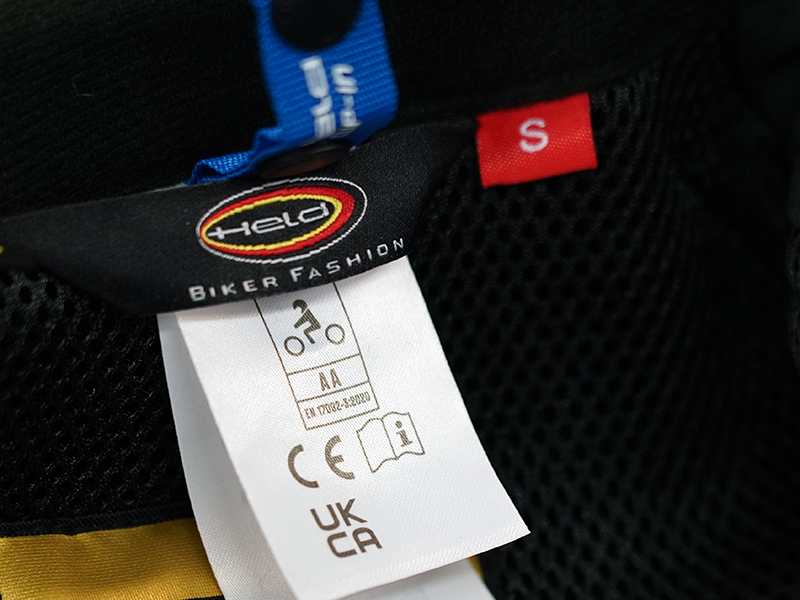 S
Held
BIKER FASHION
AA
EN 17092-3:2020
i
CE
UK
CA